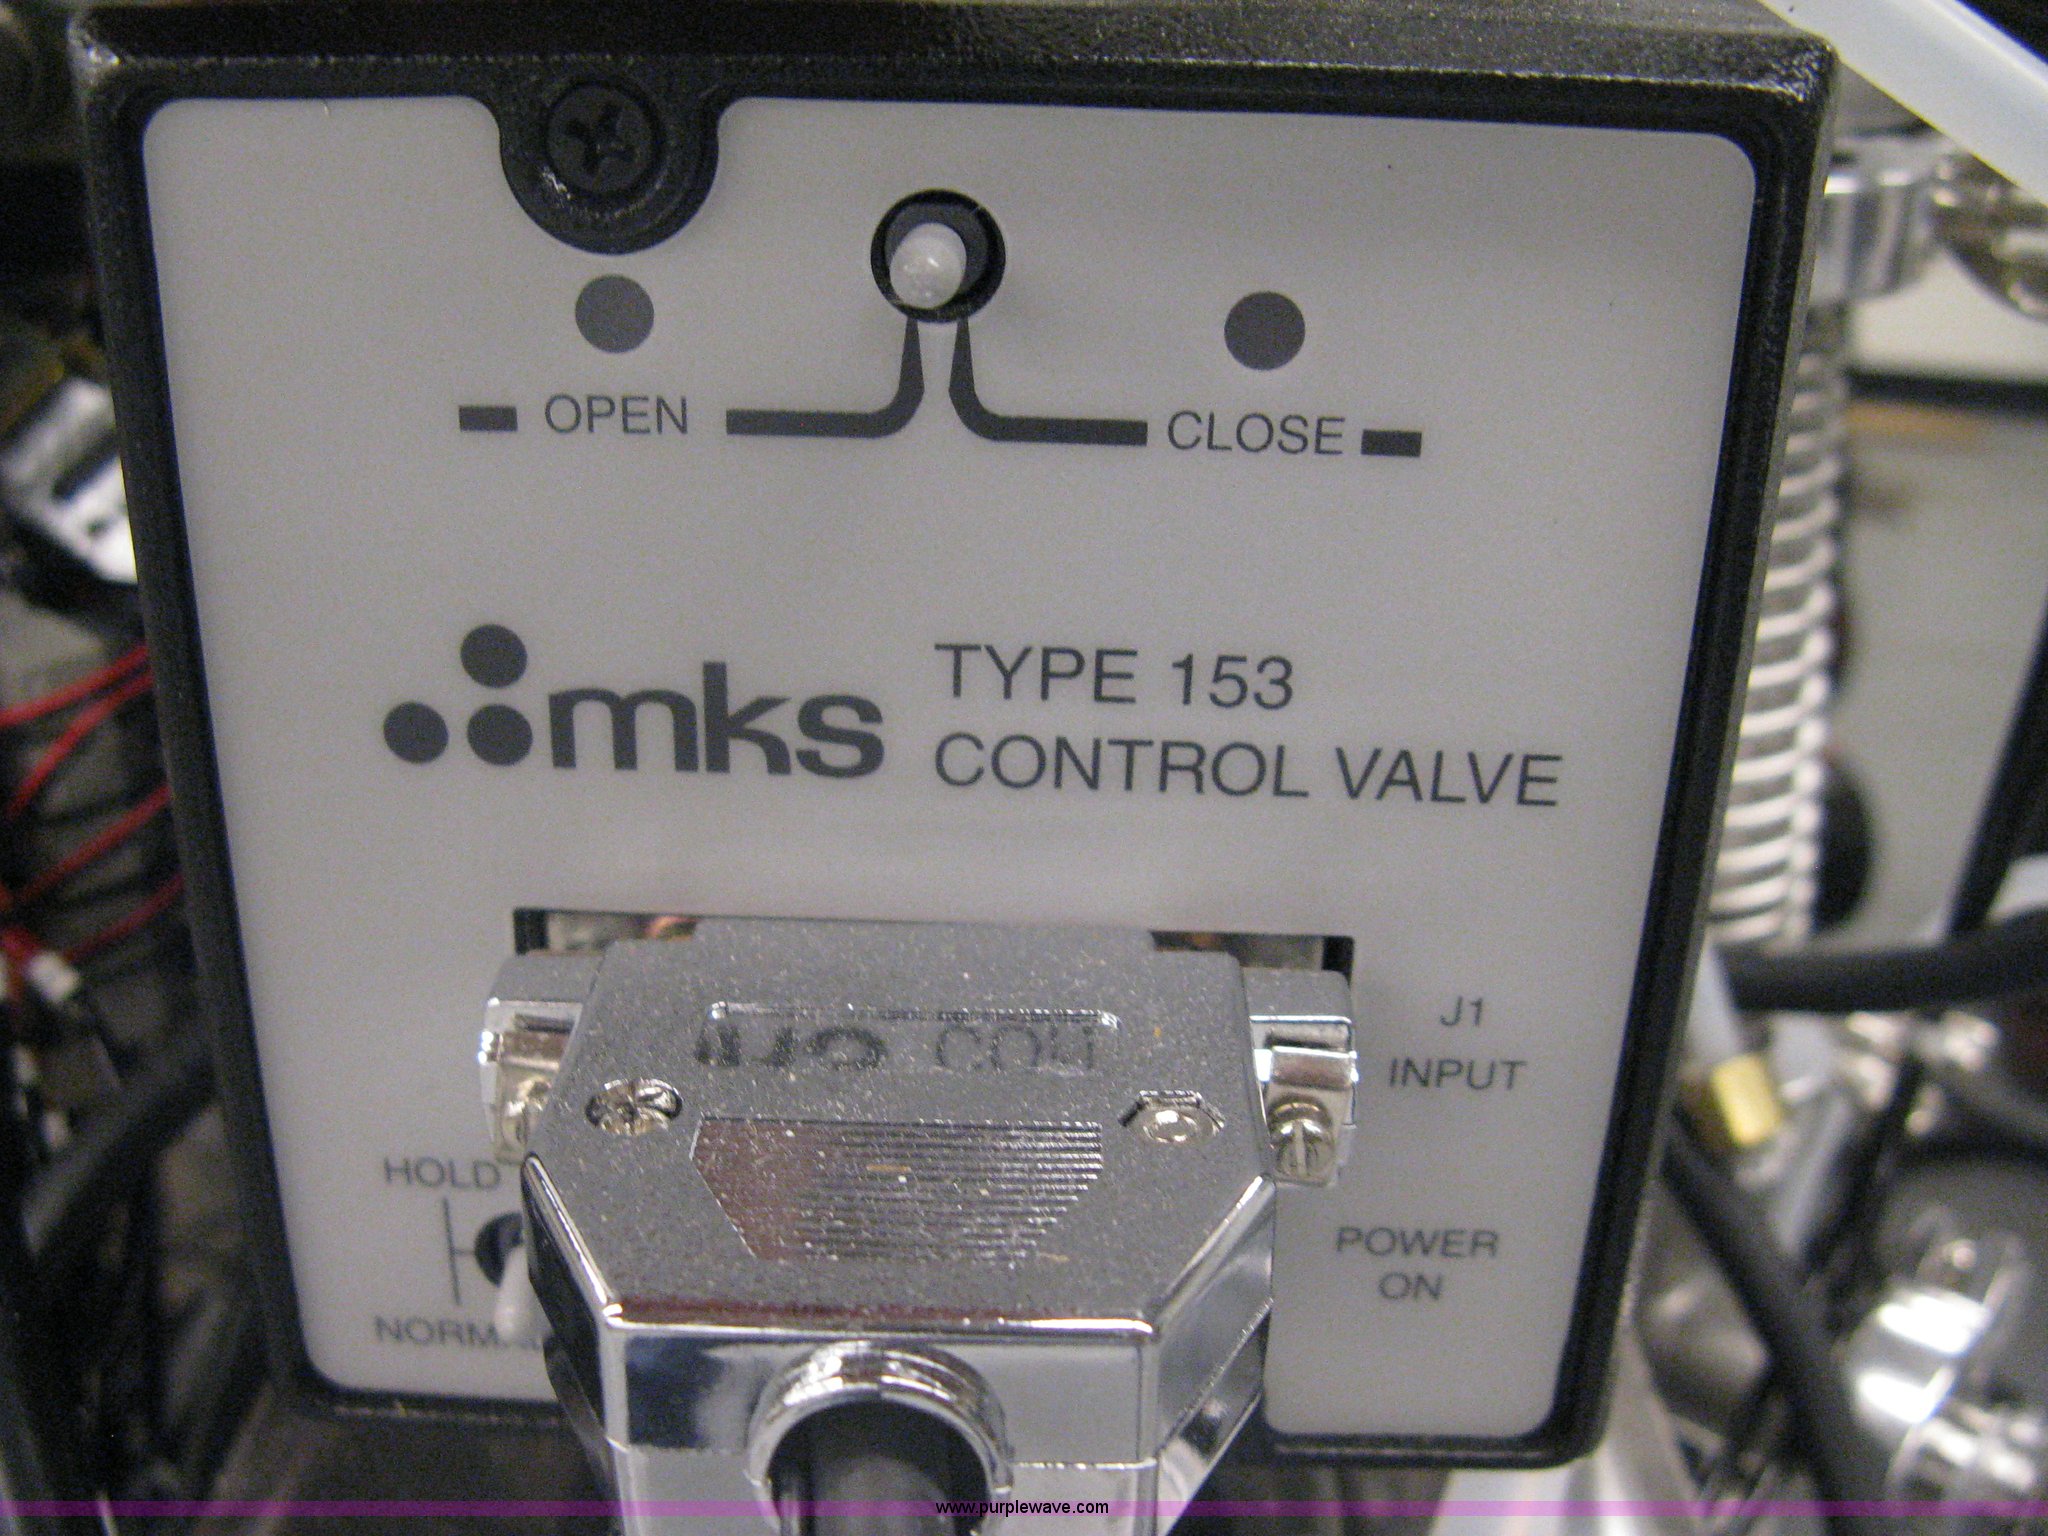 OPEN
CLOSE
mks
TYPE 153
CONTROL VALVE
J1
INPUT
HOLD
POWER
ON
www.purplewave.com